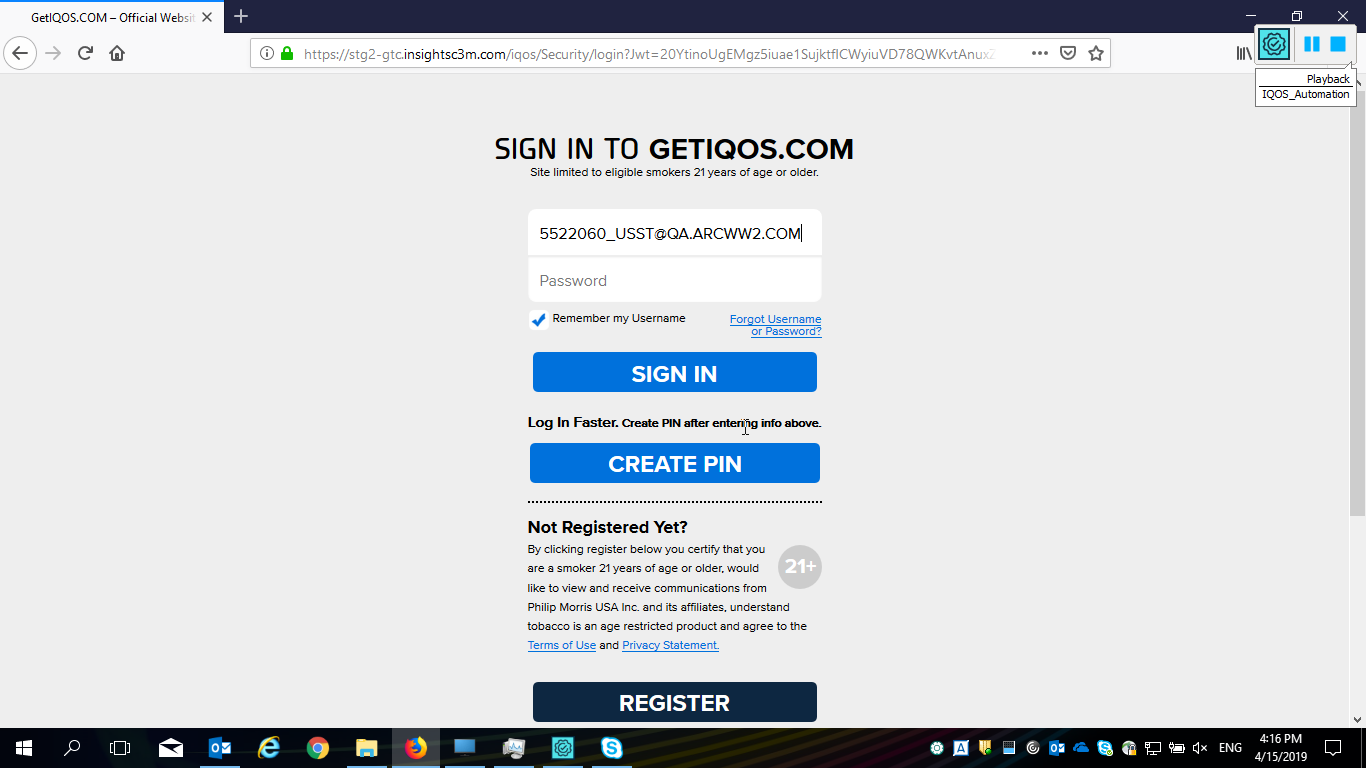 GetIQOS.COM – Official Websit
https://stg2-gtc.insightsc3m.com/iqos/Security/login?Jwt=20YtinoUgEMgz5iuae1SujktflCWyiuVD78QWKvtAnuxZ
Playback
IQOS_Automation
SIGN IN TO GETIQOS.COM
Site limited to eligible smokers 21 years of age or older.
5522060_USST@QA.ARCWW2.COM
Password
Remember my Username
Forgot Username
or Password?
SIGN IN
Log In Faster. Create PIN after entering info above.
CREATE PIN
Not Registered Yet?
By clicking register below you certify that you
are a smoker 21 years of age or older, would
like to view and receive communications from
Philip Morris USA Inc. and its affiliates, understand
tobacco is an age restricted product and agree to the
Terms of Use and Privacy Statement.
21+
REGISTER
ENG
4:16 PM
4/15/2019